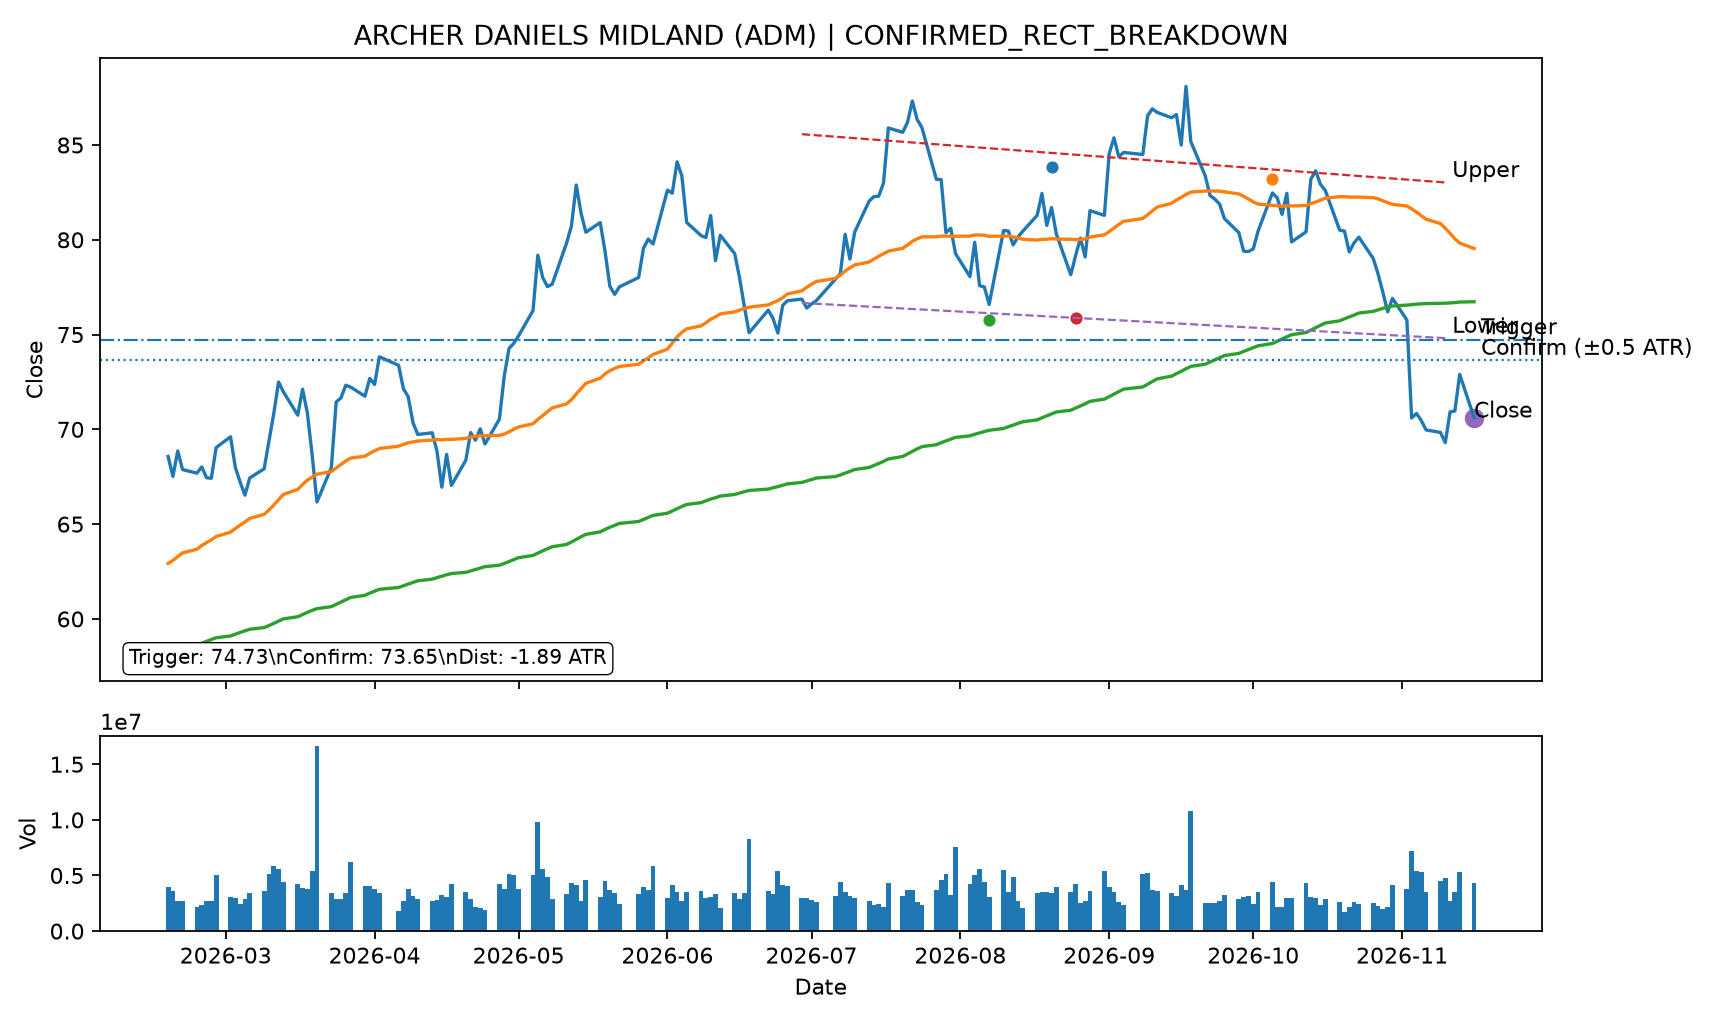 ARCHER DANIELS MIDLAND (ADM) | CONFIRMED_RECT_BREAKDOWN
Close
85
80
75
70
65
60
Upper
Lower
Trigger
Confirm (±0.5 ATR)
Close
Trigger: 74.73\nConfirm: 73.65\nDist: -1.89 ATR
1e7
Vol
1.5
1.0
0.5
0.0
2026-03
2026-04
2026-05
2026-06
2026-07
2026-08
2026-09
2026-10
2026-11
Date